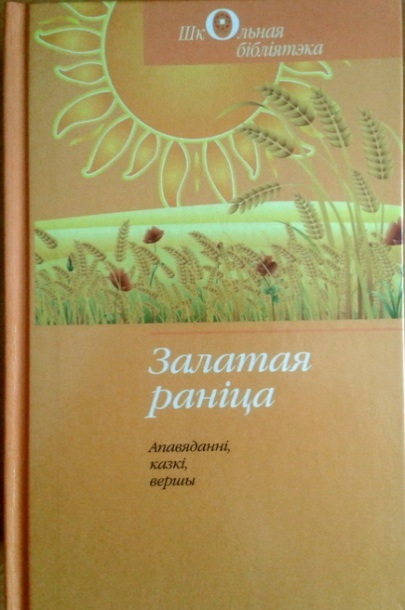 Школьная
бібліятэка
Залатая
раніца
Апавяданні,
казкі,
вершы